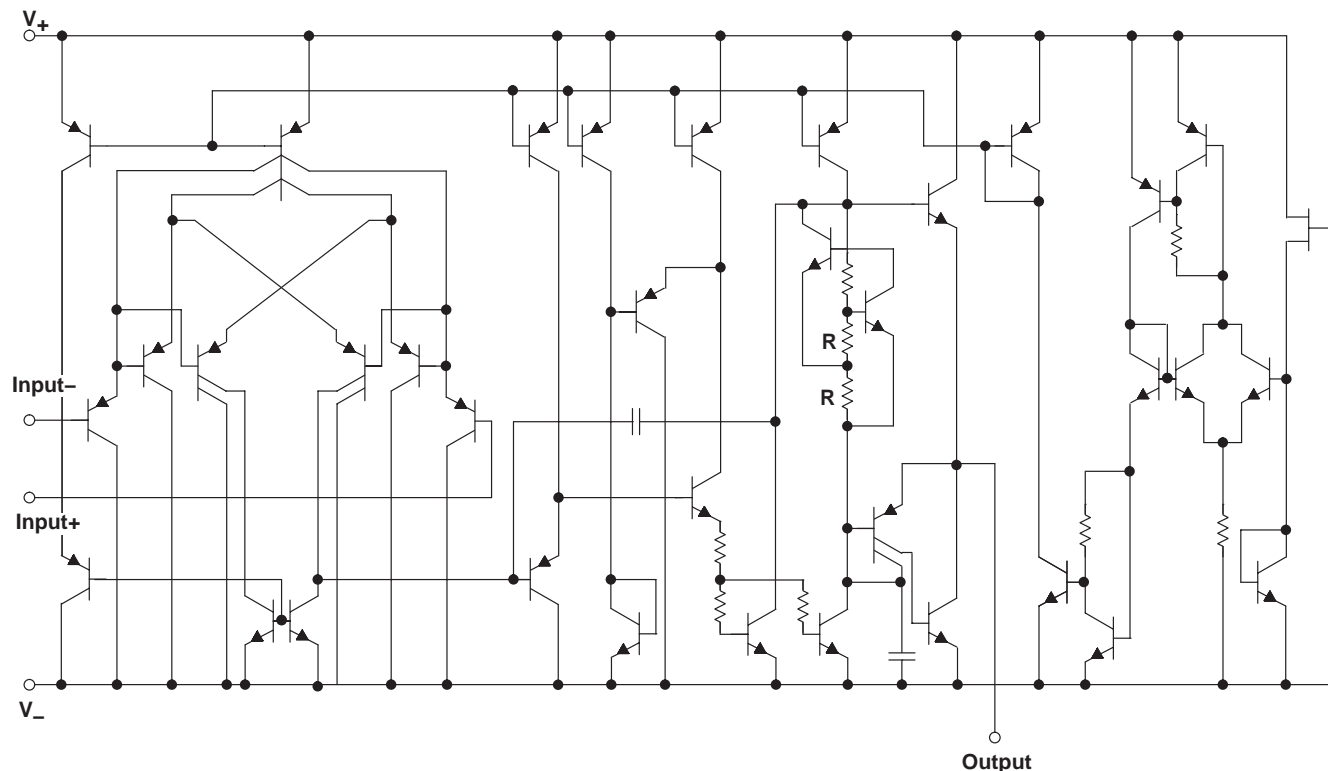 V+
R
Input–
R
Input+
V–
Output